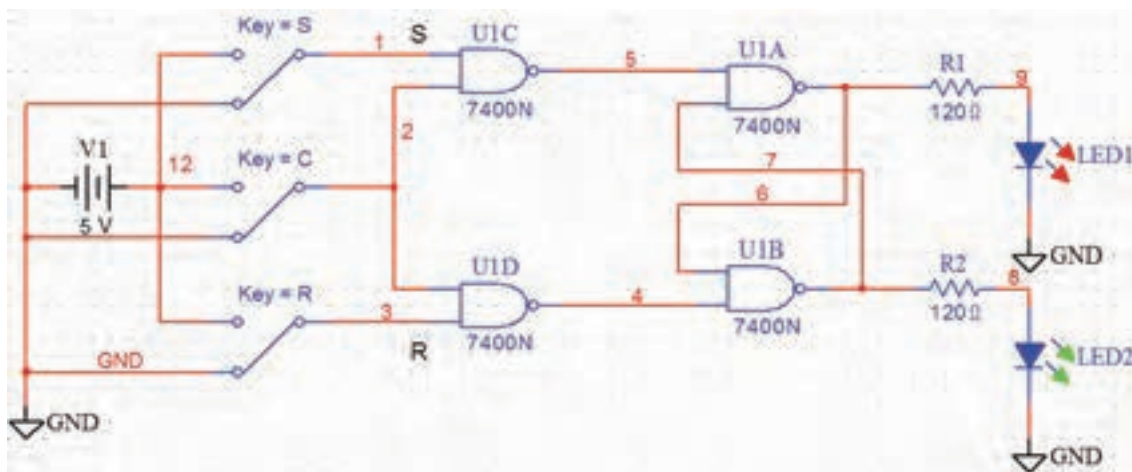 Key = S
1
S
U1C
7400N
5
U1A
7400N
R1
120Ω
9
LED1
GND
V1
5 V
12
Key = C
2
7
6
Key = R
3
R
U1D
7400N
4
U1B
7400N
R2
120Ω
8
LED2
GND
GND
GND